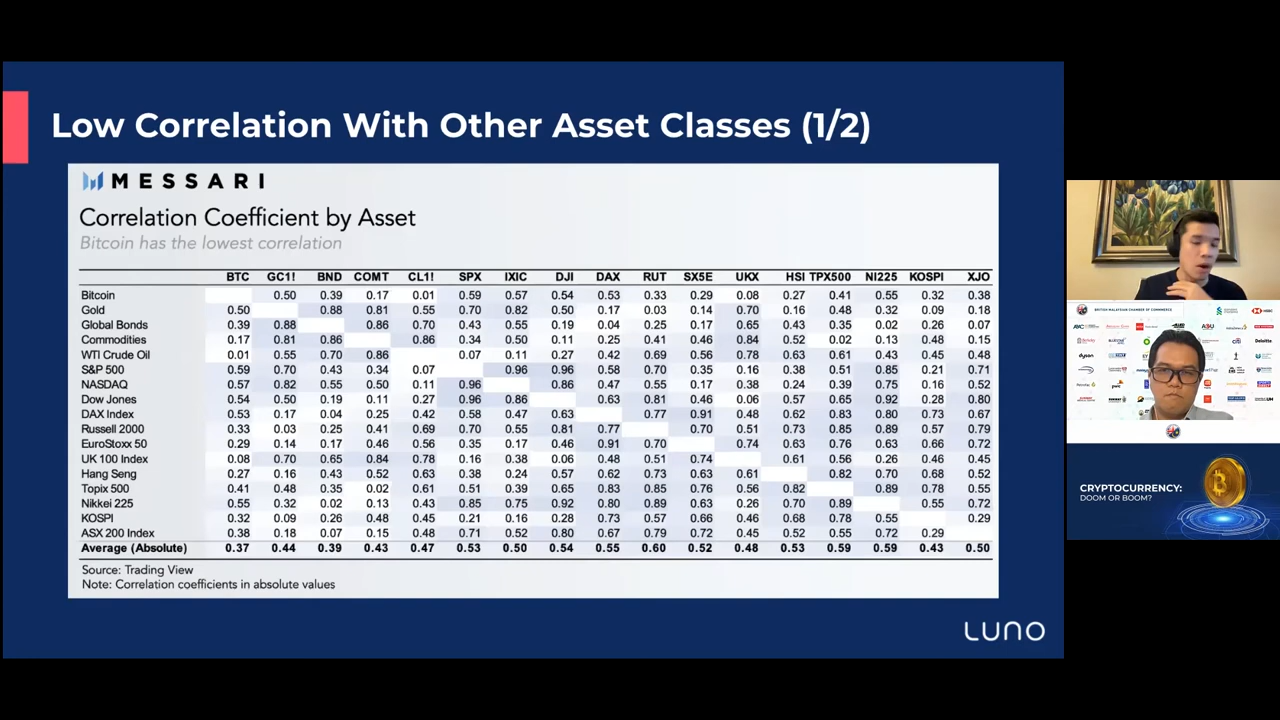 Low Correlation With Other Asset Classes (1/2)
MESSARI
Correlation Coefficient by Asset
Bitcoin has the lowest correlation
BTC GC1! BND COMT CL1! SPX IXIC DJI DAX RUT SX5E UKX HSI TPX500 NI225 KOSPI XJO
Bitcoin 0.50 0.39 0.17 0.01 0.59 0.57 0.54 0.53 0.33 0.29 0.08 0.27 0.41 0.55 0.32 0.38
Gold 0.50 0.88 0.81 0.55 0.70 0.82 0.50 0.17 0.03 0.14 0.70 0.16 0.48 0.32 0.09 0.18
Global Bonds 0.39 0.88 0.86 0.70 0.43 0.55 0.19 0.04 0.25 0.17 0.65 0.43 0.35 0.02 0.26 0.07
Commodities 0.17 0.81 0.86 0.86 0.34 0.50 0.11 0.25 0.41 0.46 0.84 0.52 0.02 0.13 0.48 0.15
WTI Crude Oil 0.01 0.55 0.70 0.86 0.07 0.11 0.27 0.42 0.69 0.56 0.78 0.63 0.61 0.43 0.45 0.48
S&P 500 0.59 0.70 0.43 0.34 0.07 0.96 0.96 0.58 0.70 0.35 0.16 0.38 0.51 0.85 0.21 0.71
NASDAQ 0.57 0.82 0.55 0.50 0.11 0.96 0.86 0.47 0.55 0.17 0.38 0.24 0.39 0.75 0.16 0.52
Dow Jones 0.54 0.50 0.19 0.11 0.27 0.96 0.86 0.63 0.81 0.46 0.06 0.57 0.65 0.92 0.28 0.80
DAX Index 0.53 0.17 0.04 0.25 0.42 0.58 0.47 0.63 0.77 0.91 0.48 0.62 0.83 0.80 0.73 0.67
Russell 2000 0.33 0.03 0.25 0.41 0.69 0.70 0.55 0.81 0.77 0.70 0.51 0.73 0.85 0.89 0.57 0.79
EuroStoxx 50 0.29 0.14 0.17 0.46 0.56 0.35 0.17 0.46 0.91 0.70 0.74 0.63 0.76 0.63 0.66 0.72
UK 100 Index 0.08 0.70 0.65 0.84 0.78 0.16 0.38 0.06 0.48 0.51 0.74 0.61 0.56 0.26 0.46 0.45
Hang Seng 0.27 0.16 0.43 0.52 0.63 0.38 0.24 0.57 0.62 0.73 0.63 0.61 0.82 0.70 0.68 0.52
Topix 500 0.41 0.48 0.35 0.02 0.61 0.51 0.39 0.65 0.83 0.85 0.76 0.56 0.82 0.89 0.78 0.55
Nikkei 225 0.55 0.32 0.02 0.13 0.43 0.85 0.75 0.92 0.80 0.89 0.63 0.26 0.70 0.89 0.55 0.72
KOSPI 0.32 0.09 0.26 0.48 0.45 0.21 0.16 0.28 0.73 0.57 0.66 0.46 0.68 0.78 0.55 0.29
ASX 200 Index 0.38 0.18 0.07 0.15 0.48 0.71 0.52 0.80 0.67 0.79 0.72 0.45 0.52 0.55 0.72 0.29
Average (Absolute) 0.37 0.44 0.39 0.43 0.47 0.53 0.50 0.54 0.55 0.60 0.52 0.48 0.53 0.59 0.59 0.43 0.50
Source: Trading View
Note: Correlation coefficients in absolute values
LUNO
BRITISH MALAYSIAN CHAMBER OF COMMERCE
HSBC
Deloitte
dyson
pwc
CRYPTOCURRENCY:
DOOM OR BOOM?